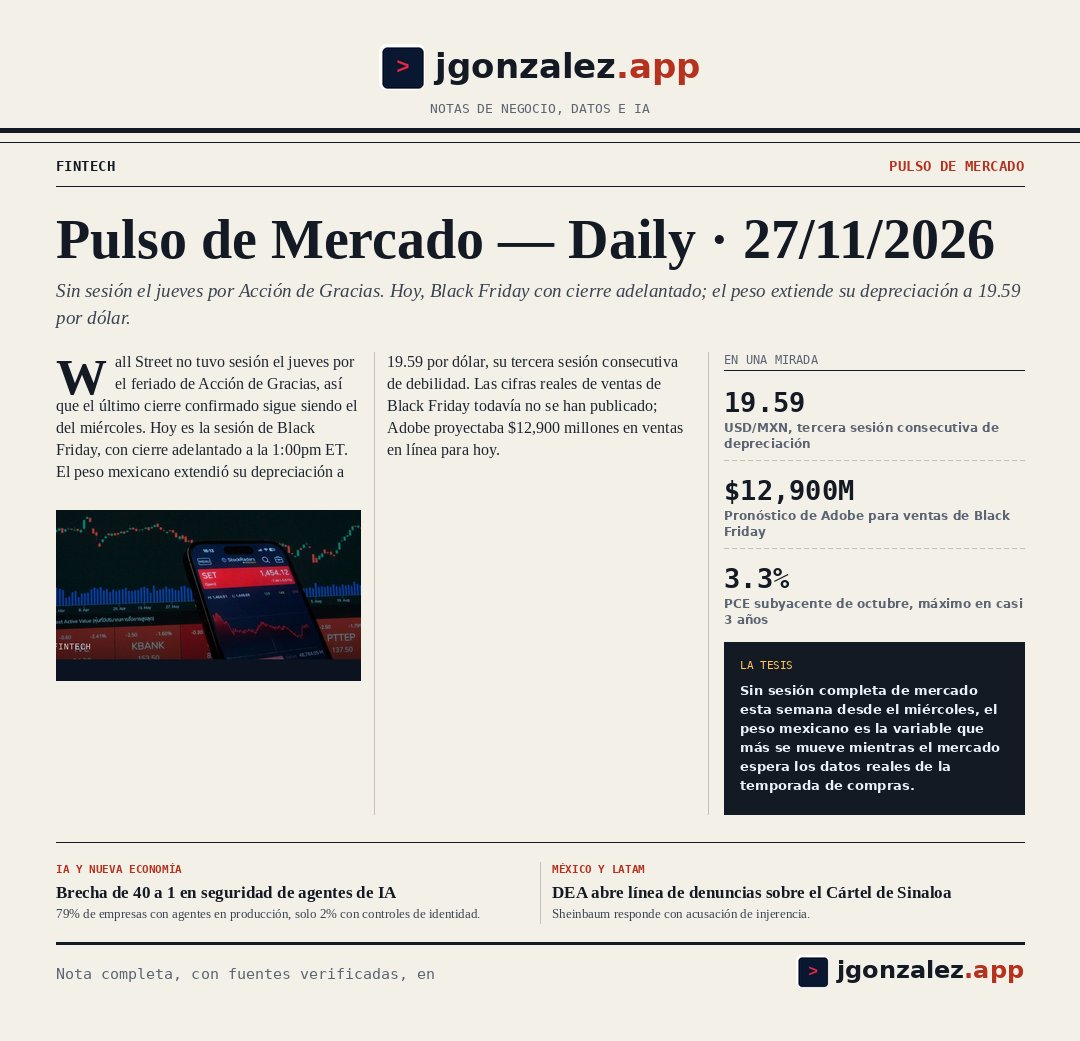 > jgonzalez.app
NOTAS DE NEGOCIO, DATOS E IA
FINTECH
PULSO DE MERCADO
Pulso de Mercado — Daily · 27/11/2026
Sin sesión el jueves por Acción de Gracias. Hoy, Black Friday con cierre adelantado; el peso extiende su depreciación a 19.59
por dólar.
Wall Street no tuvo sesión el jueves por
el feriado de Acción de Gracias, así
que el último cierre confirmado sigue siendo el
del miércoles. Hoy es la sesión de Black
Friday, con cierre adelantado a la 1:00pm ET.
El peso mexicano extendió su depreciación a
SET
1,454.12
KBANK
153.50
PTTEP
137.50
FINTECH
19.59 por dólar, su tercera sesión consecutiva
de debilidad. Las cifras reales de ventas de
Black Friday todavía no se han publicado;
Adobe proyectaba $12,900 millones en ventas
en línea para hoy.
EN UNA MIRADA
19.59
USD/MXN, tercera sesión consecutiva de
depreciación
$12,900M
Pronóstico de Adobe para ventas de Black
Friday
3.3%
PCE subyacente de octubre, máximo en casi
3 años
LA TESIS
Sin sesión completa de mercado
esta semana desde el miércoles, el
peso mexicano es la variable que
más se mueve mientras el mercado
espera los datos reales de la
temporada de compras.
IA Y NUEVA ECONOMÍA
Brecha de 40 a 1 en seguridad de agentes de IA
79% de empresas con agentes en producción, solo 2% con controles de identidad.
MÉXICO Y LATAM
DEA abre línea de denuncias sobre el Cártel de Sinaloa
Sheinbaum responde con acusación de injerencia.
Nota completa, con fuentes verificadas, en
> jgonzalez.app